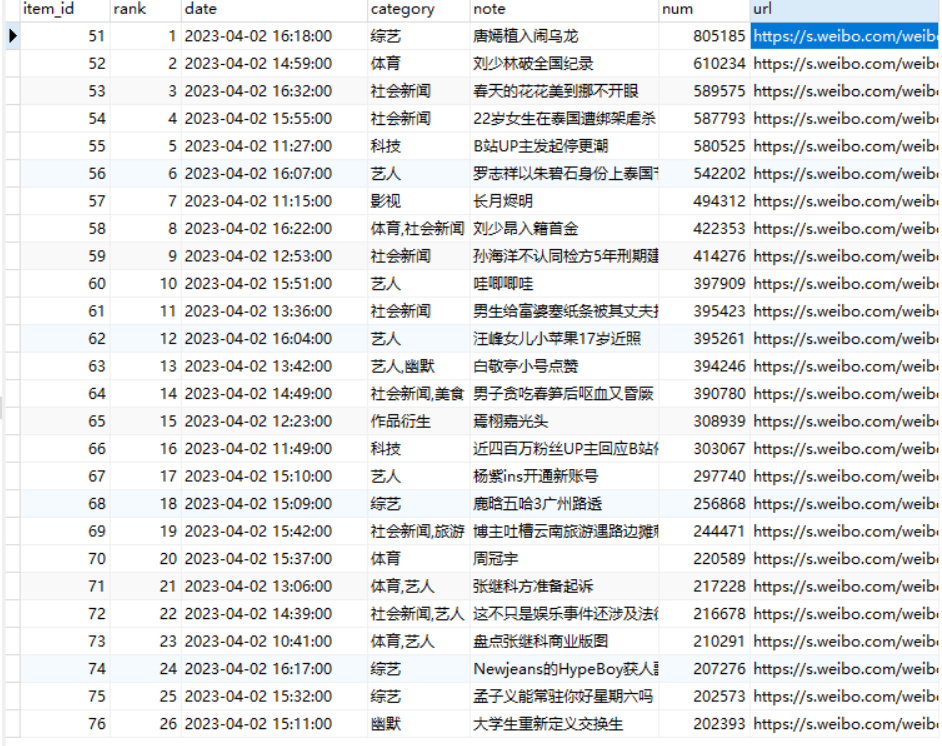 item_id rank date category note num url
51 1 2023-04-02 16:18:00 综艺 唐嫣植入闹乌龙 805185 https://s.weibo.com/weib
52 2 2023-04-02 14:59:00 体育 刘少林破全国纪录 610234 https://s.weibo.com/weib
53 3 2023-04-02 16:32:00 社会新闻 春天的花花美到挪不开眼 589575 https://s.weibo.com/weib
54 4 2023-04-02 15:55:00 社会新闻 22岁女生在泰国遭绑架虐杀 587793 https://s.weibo.com/weib
55 5 2023-04-02 11:27:00 科技 B站UP主发起停更潮 580525 https://s.weibo.com/weib
56 6 2023-04-02 16:07:00 艺人 罗志祥以朱碧石身份上泰国 542202 https://s.weibo.com/weib
57 7 2023-04-02 11:15:00 影视 长月烬明 494312 https://s.weibo.com/weib
58 8 2023-04-02 16:22:00 体育,社会新闻 刘少昂入籍首金 422353 https://s.weibo.com/weib
59 9 2023-04-02 12:53:00 社会新闻 孙海洋不认同检方5年刑期建 414276 https://s.weibo.com/weib
60 10 2023-04-02 15:51:00 艺人 哇唧唧哇 397909 https://s.weibo.com/weib
61 11 2023-04-02 13:36:00 社会新闻 男生给富婆塞纸条被其丈夫 395423 https://s.weibo.com/weib
62 12 2023-04-02 16:04:00 艺人 汪峰女儿小苹果17岁近照 395261 https://s.weibo.com/weib
63 13 2023-04-02 13:42:00 艺人,幽默 白敬亭小号点赞 394246 https://s.weibo.com/weib
64 14 2023-04-02 14:49:00 社会新闻,美食 男子贪吃春笋后呕血又昏厥 390780 https://s.weibo.com/weib
65 15 2023-04-02 12:23:00 作品衍生 焉栩嘉光头 308939 https://s.weibo.com/weib
66 16 2023-04-02 11:49:00 科技 近四百万粉丝UP主回应B站 303067 https://s.weibo.com/weib
67 17 2023-04-02 15:10:00 艺人 杨紫ins开通新账号 297740 https://s.weibo.com/weib
68 18 2023-04-02 15:09:00 综艺 鹿晗五哈3广州路透 256868 https://s.weibo.com/weib
69 19 2023-04-02 15:42:00 社会新闻,旅游 博主吐槽云南旅游遇路边摊 244471 https://s.weibo.com/weib
70 20 2023-04-02 15:37:00 体育 周冠宇 220589 https://s.weibo.com/weib
71 21 2023-04-02 13:06:00 体育,艺人 张继科方准备起诉 217228 https://s.weibo.com/weib
72 22 2023-04-02 14:39:00 社会新闻,艺人 这不只是娱乐事件还涉及法 216678 https://s.weibo.com/weib
73 23 2023-04-02 10:41:00 体育,艺人 盘点张继科商业版图 210291 https://s.weibo.com/weib
74 24 2023-04-02 16:17:00 综艺 Newjeans的HypeBoy获人 207276 https://s.weibo.com/weib
75 25 2023-04-02 15:32:00 综艺 孟子义能常驻你好星期六吗 202573 https://s.weibo.com/weib
76 26 2023-04-02 15:11:00 幽默 大学生重新定义交换生 202393 https://s.weibo.com/weib